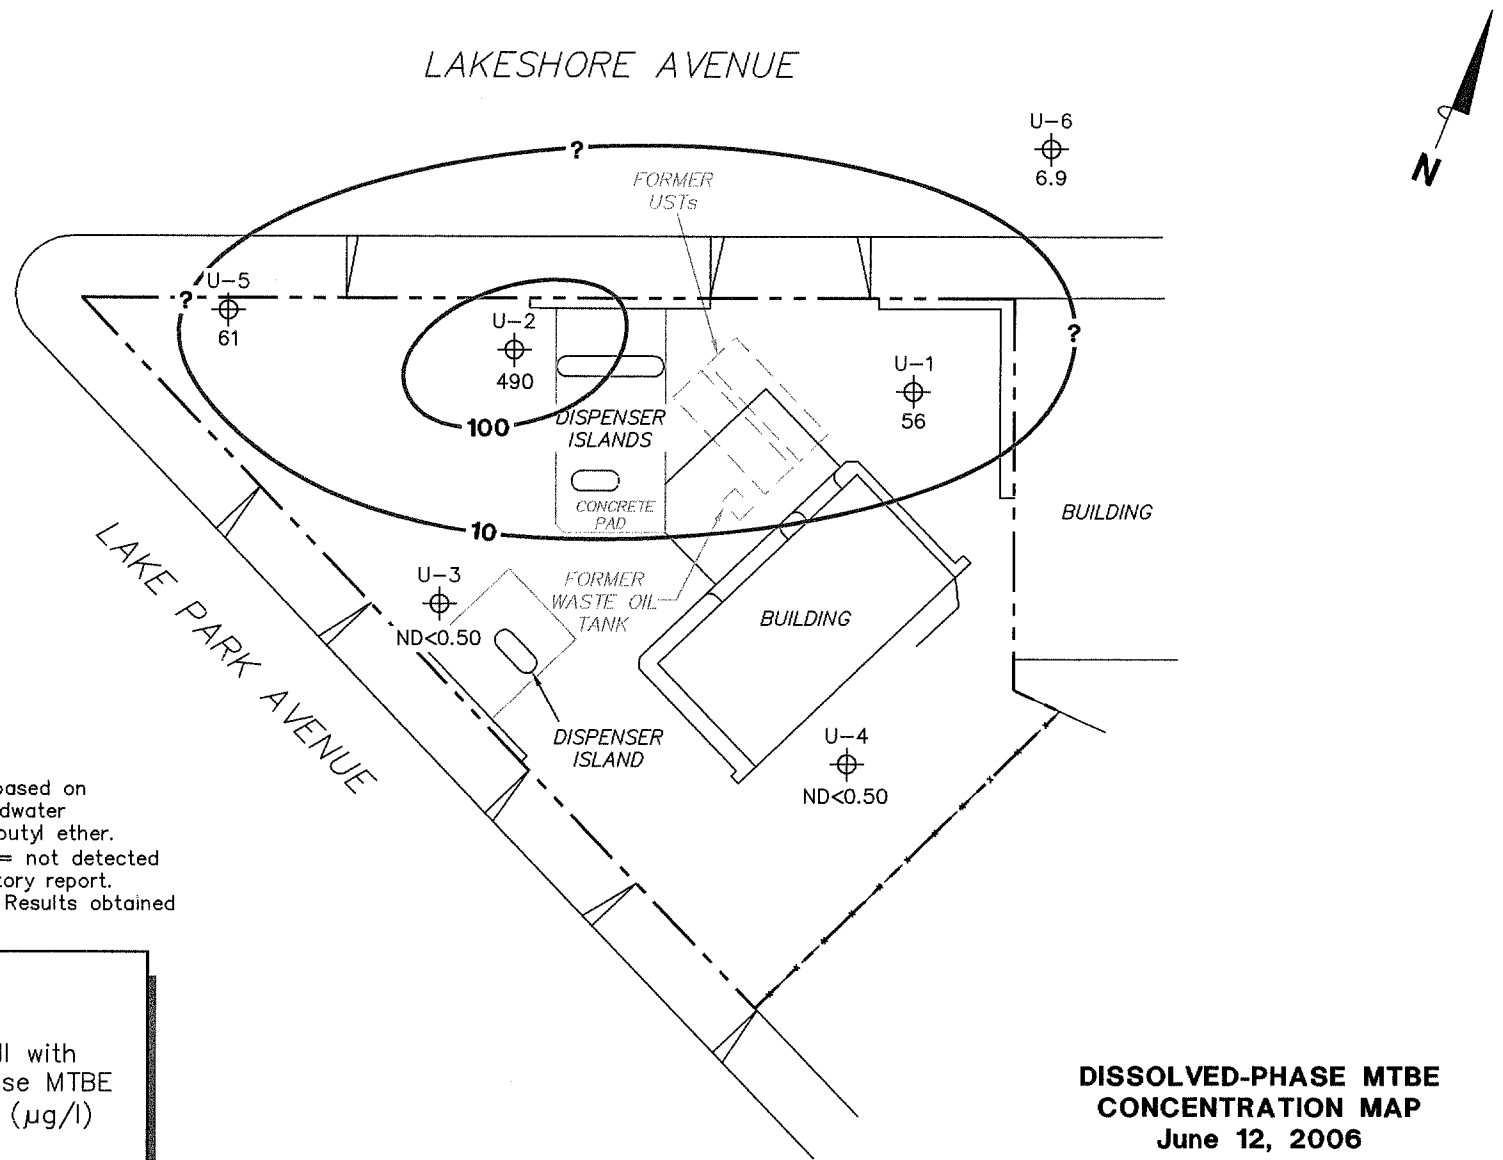 LAKESHORE AVENUE
U-6
6.9
N
?
FORMER
USTs
U-5
?
61
U-2
490
100
?
U-1
56
DISPENSER
ISLANDS
CONCRETE
PAD
10
BUILDING
LAKE PARK AVENUE
U-3
ND<0.50
FORMER
WASTE OIL
TANK
BUILDING
DISPENSER
ISLAND
U-4
ND<0.50
based on
dwater
butyl ether.
= not detected
tory report.
Results obtained
ll with
se MTBE
(µg/l)
DISSOLVED-PHASE MTBE
CONCENTRATION MAP
June 12, 2006